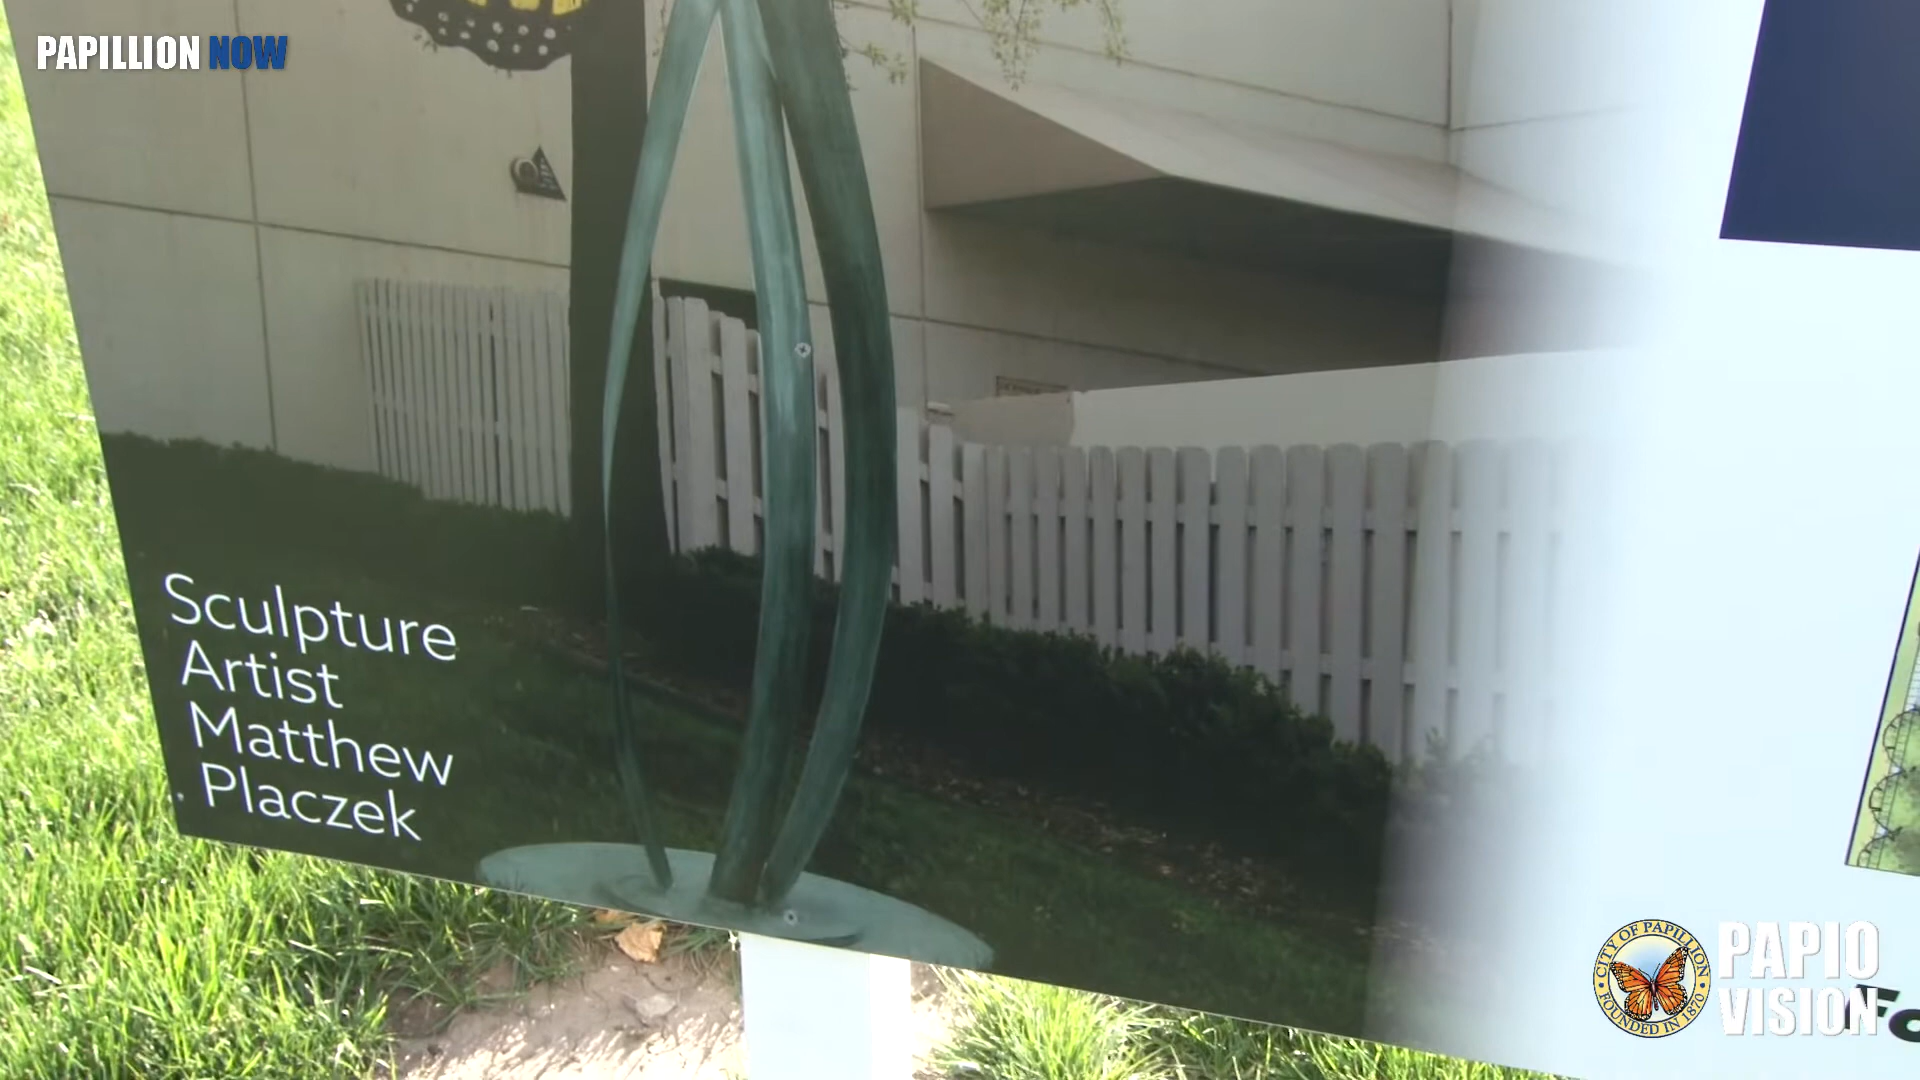 PAPILLION NOW
Sculpture
Artist
Matthew
Placzek
CITY OF PAPILLION
FOUNDED IN 1870
PAPIO
VISION